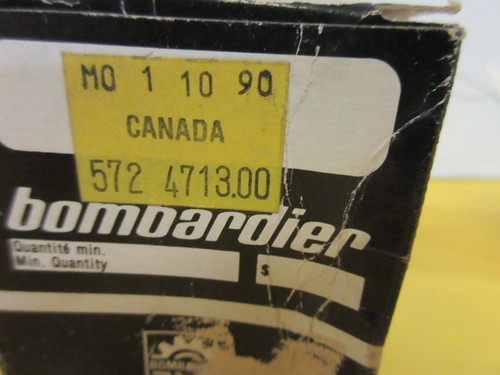 MO 1 10 90
CANADA
572 4713.00
bombardier
Quantité min.
Min. Quantity
$